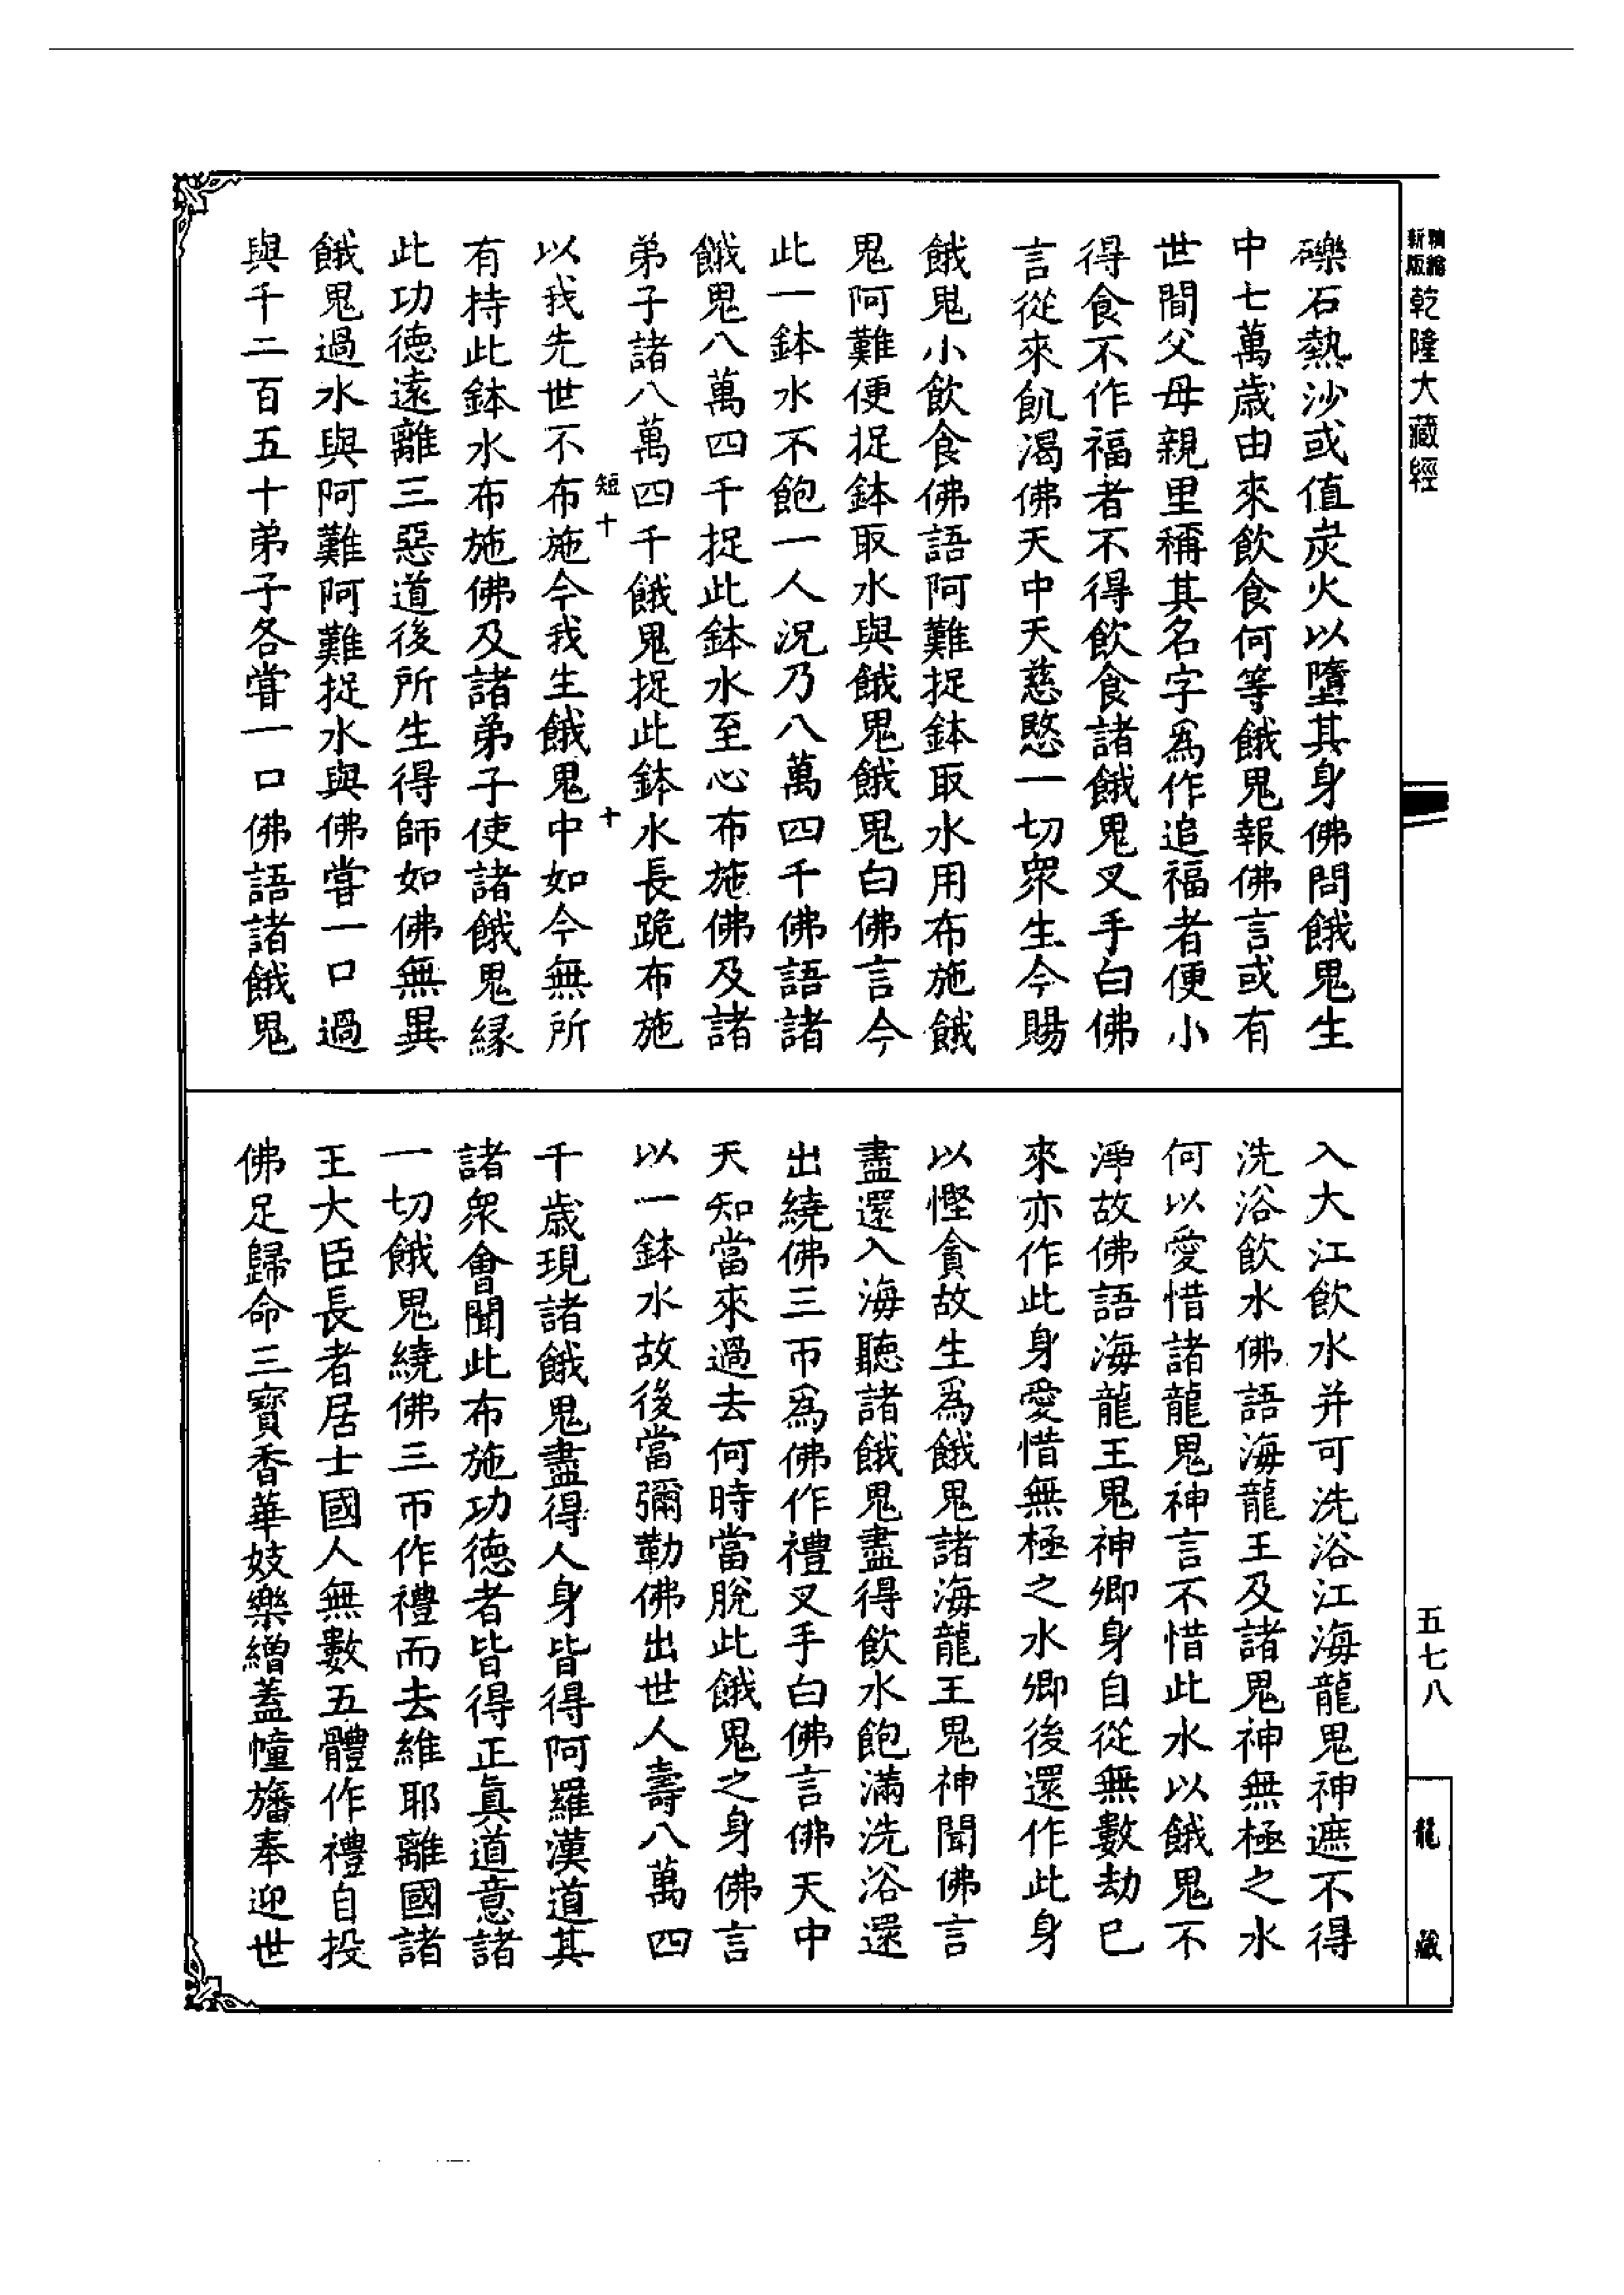 新版精縮乾隆大藏經
礫石熱沙或值炭火以墮其身佛問餓鬼生
中七萬歲由來飲食何等餓鬼報佛言或有
世間父母親里稱其名字為作追福者便小
得食不作福者不得飲食諸餓鬼叉手白佛
言從來飢渴佛天中天慈愍一切眾生今賜
餓鬼小飲食佛語阿難捉鉢取水用布施餓
鬼阿難便捉鉢取水與餓鬼餓鬼白佛言今
此一鉢水不飽一人況乃八萬四千佛語諸
餓鬼八萬四千捉此鉢水至心布施佛及諸
弟子諸八萬四千餓鬼捉此鉢水長跪布施
短十
十
以我先世不布施今我生餓鬼中如今無所
有持此鉢水布施佛及諸弟子使諸餓鬼緣
此功德遠離三惡道後所生得師如佛無異
餓鬼過水與阿難阿難捉水與佛嘗一口過
與千二百五十弟子各嘗一口佛語諸餓鬼
入大江飲水并可洗浴江海龍鬼神遮不得
洗浴飲水佛語海龍王及諸鬼神無極之水
何以愛惜諸龍鬼神言不惜此水以餓鬼不
淨故佛語海龍王鬼神卿身自從無數劫已
來亦作此身愛惜無極之水卿後還作此身
以慳貪故生為餓鬼諸海龍王鬼神聞佛言
盡還入海聽諸餓鬼盡得飲水飽滿洗浴還
出繞佛三帀為佛作禮叉手白佛言佛天中
天知當來過去何時當脫此餓鬼之身佛言
以一鉢水故後當彌勒佛出世人壽八萬四
千歲現諸餓鬼盡得人身皆得阿羅漢道其
諸眾會聞此布施功德者皆得正真道意諸
一切餓鬼繞佛三帀作禮而去維耶離國諸
王大臣長者居士國人無數五體作禮自投
佛足歸命三寶香華妓樂繒蓋幢旛奉迎世
五七八
龍藏